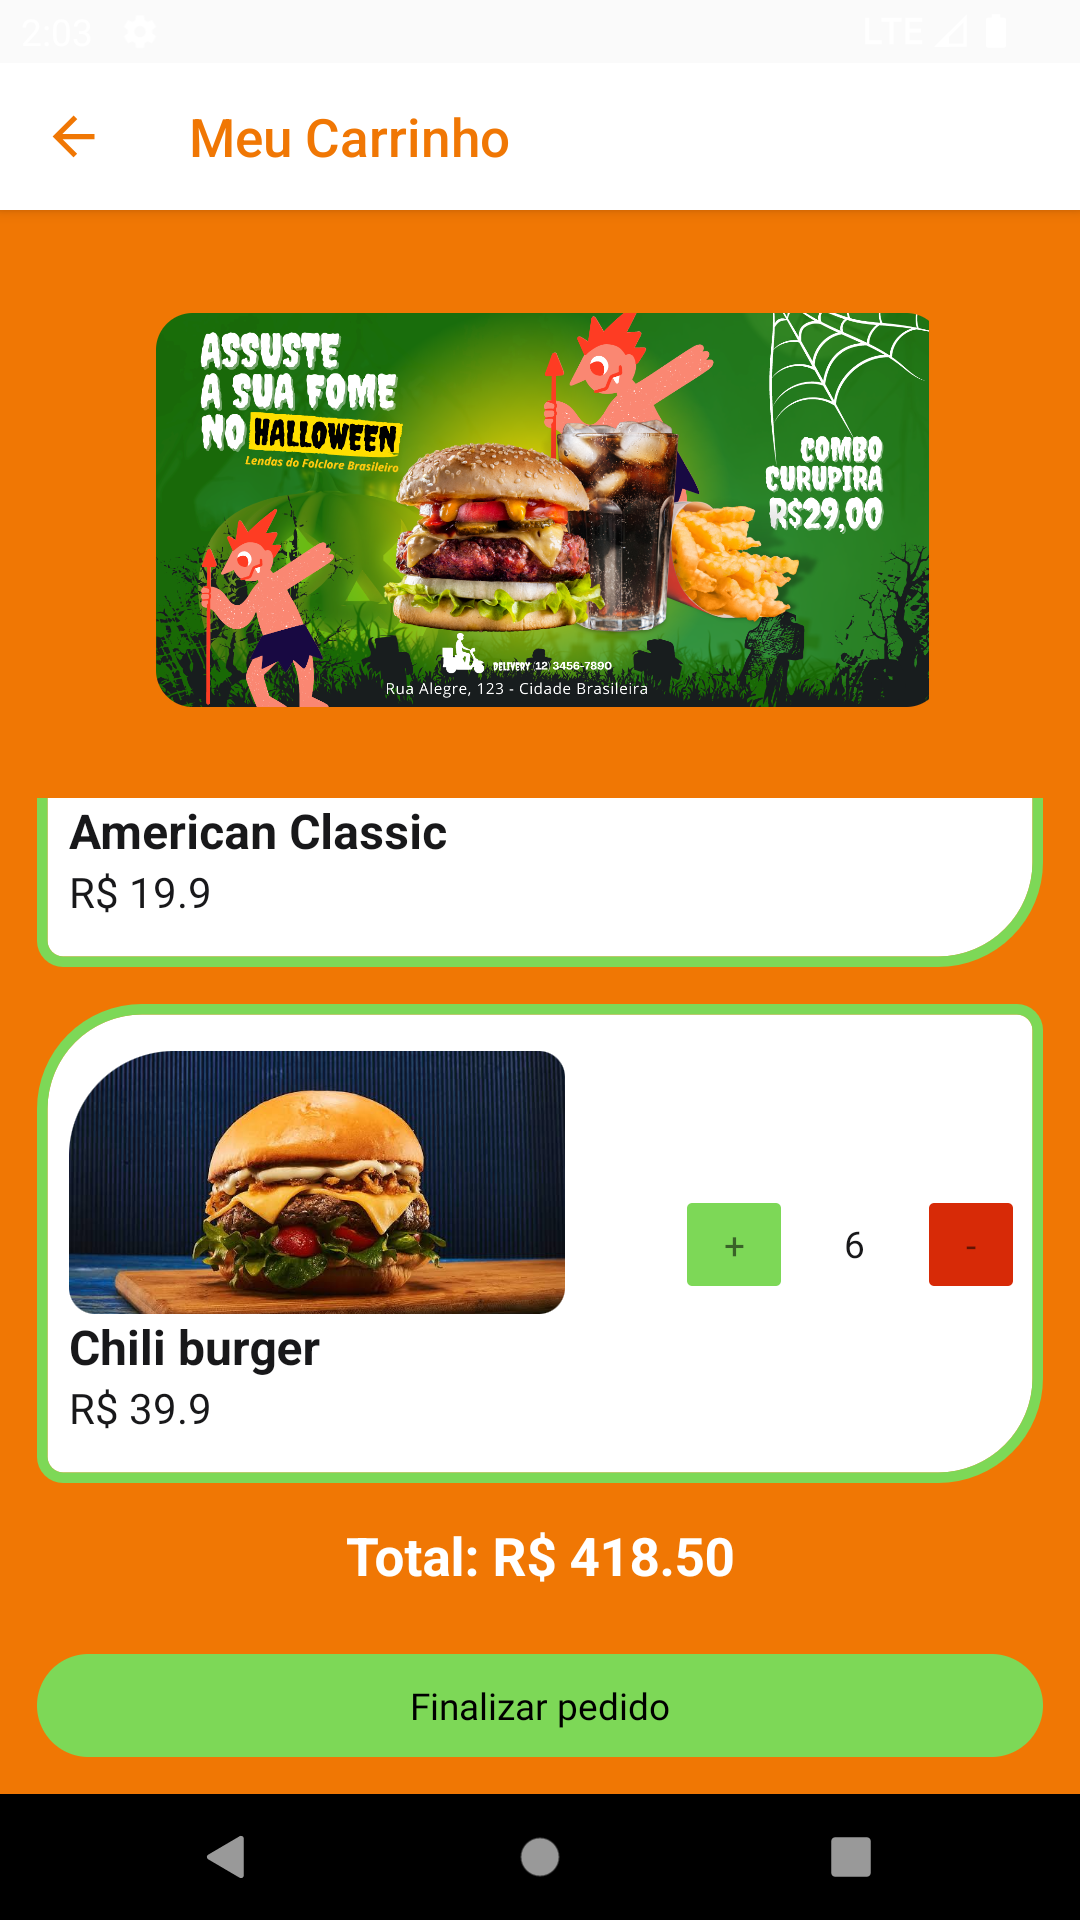 2:03
LTE
Meu Carrinho
ASSUSTE
A SUA FOME
NO HALLOWEEN
Lendas do Folclore Brasileiro
COMBO
CURUPIRA
R$29,00
DELIVERY (12) 3456-7890
Rua Alegre, 123 - Cidade Brasileira
American Classic
R$ 19.9
+ 6 -
Chili burger
R$ 39.9
Total: R$ 418.50
Finalizar pedido